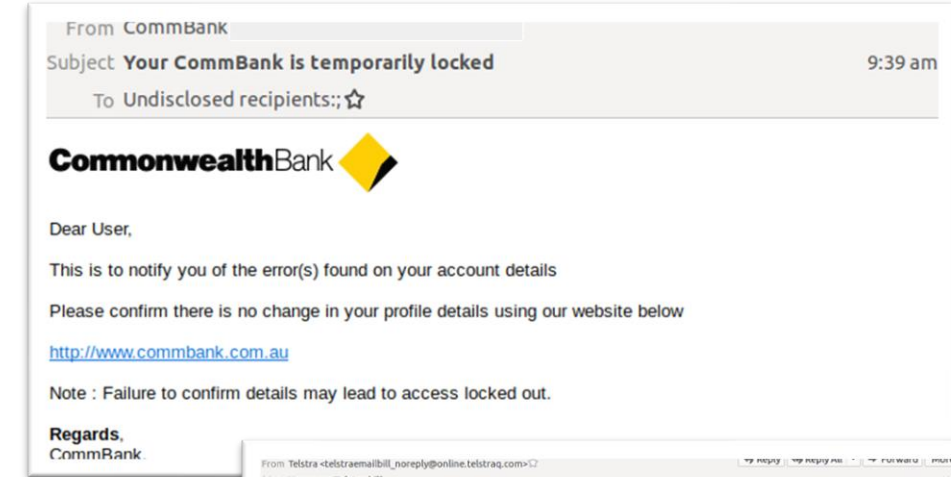 From CommBank
Subject Your CommBank is temporarily locked 9:39 am
To Undisclosed recipients:;
CommonwealthBank
Dear User,
This is to notify you of the error(s) found on your account details
Please confirm there is no change in your profile details using our website below
http://www.commbank.com.au
Note : Failure to confirm details may lead to access locked out.
Regards,
CommBank.
From Telstra <telstraemailbill_noreply@online.telstraq.com> Reply Reply All Forward More